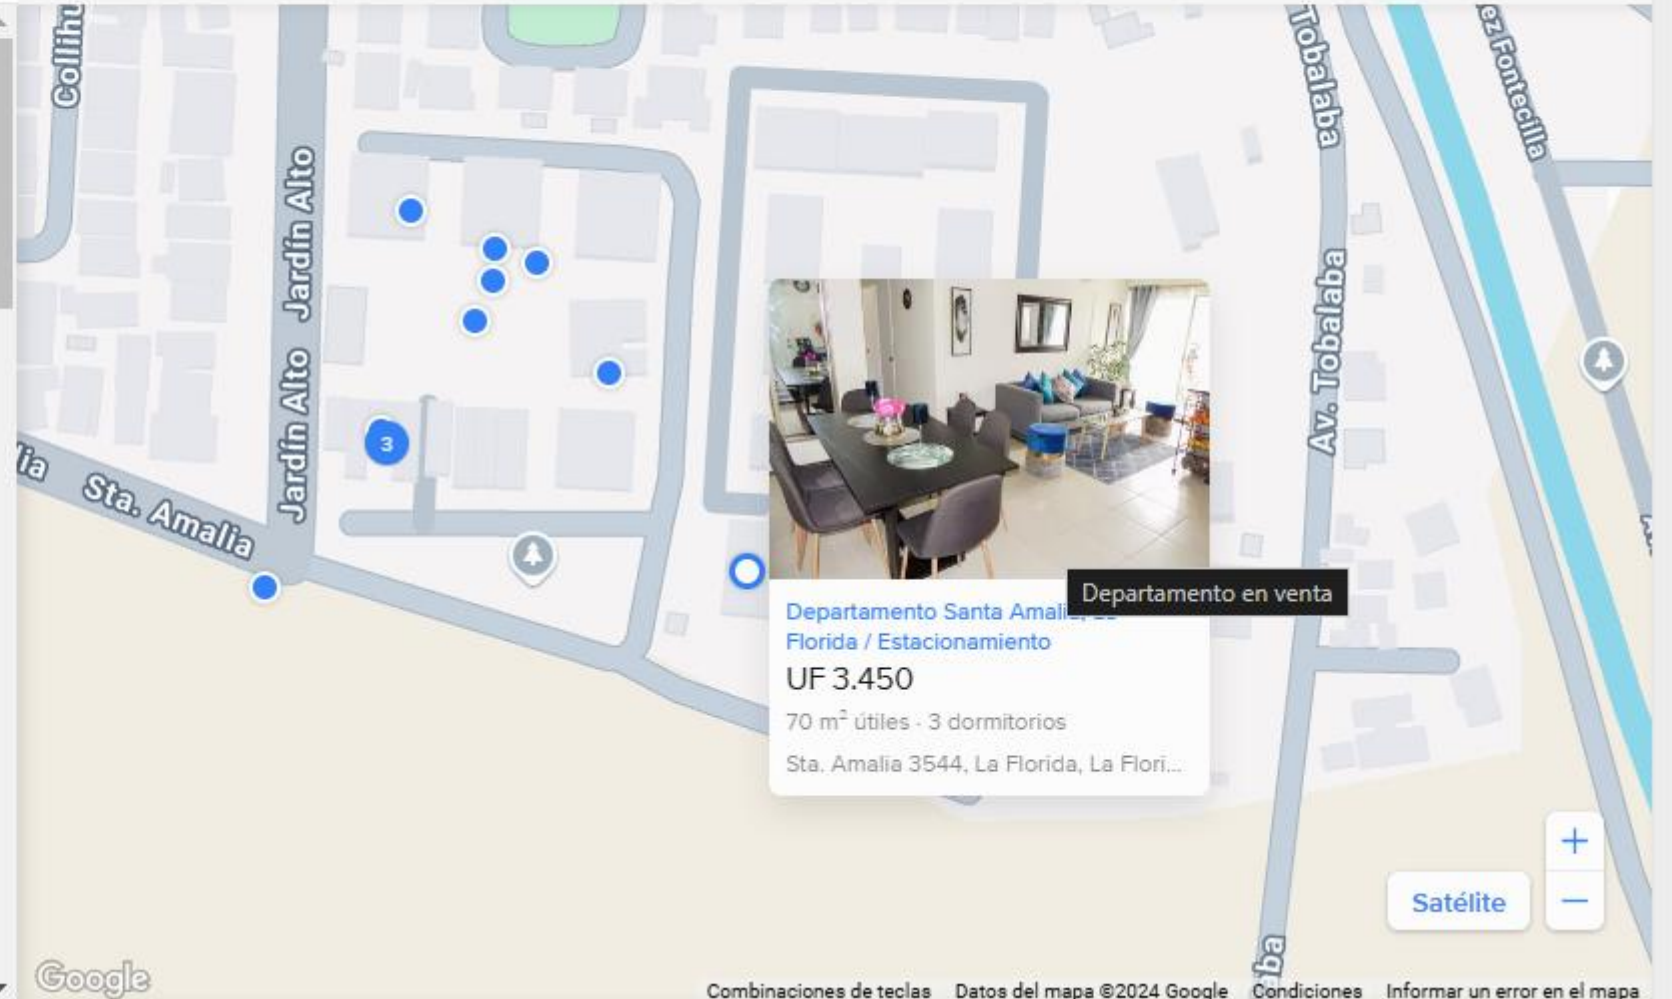 Collihu
Tobalaba
ez Fontecilla
Jardín Alto
Jardín Alto
Av. Tobalaba
3
lia
Sta. Amalia
Departamento en venta
Departamento Santa Amalia,
Florida / Estacionamiento
UF 3.450
70 m² útiles · 3 dormitorios
Sta. Amalia 3544, La Florida, La Flori...
+
Satélite
−
ba
Google
Combinaciones de teclas Datos del mapa ©2024 Google Condiciones Informar un error en el mapa